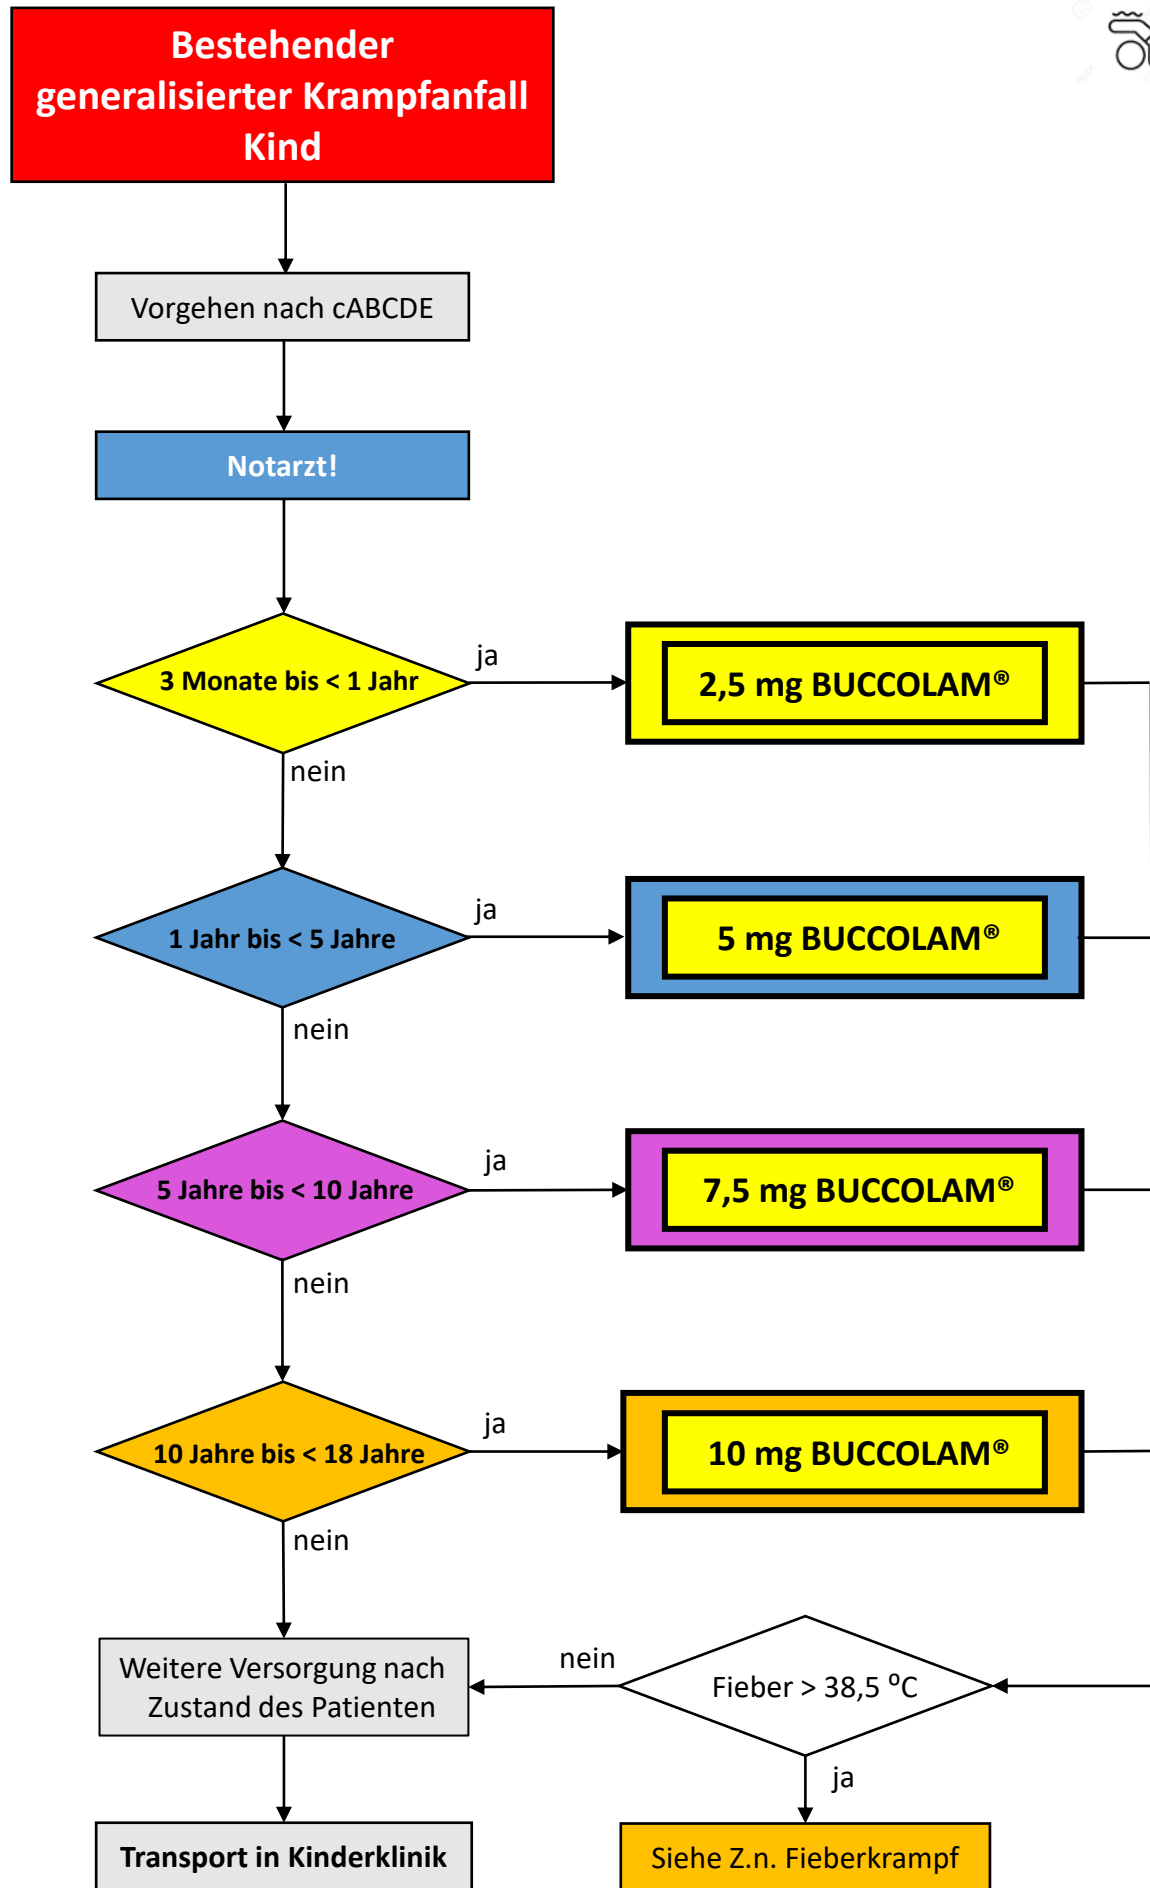 Bestehender
generalisierter Krampfanfall
Kind
Vorgehen nach cABCDE
Notarzt!
3 Monate bis < 1 Jahr
ja
2,5 mg BUCCOLAM®
nein
1 Jahr bis < 5 Jahre
ja
5 mg BUCCOLAM®
nein
5 Jahre bis < 10 Jahre
ja
7,5 mg BUCCOLAM®
nein
10 Jahre bis < 18 Jahre
ja
10 mg BUCCOLAM®
nein
Weitere Versorgung nach
Zustand des Patienten
nein
Fieber > 38,5 ⁰C
ja
Transport in Kinderklinik
Siehe Z.n. Fieberkrampf